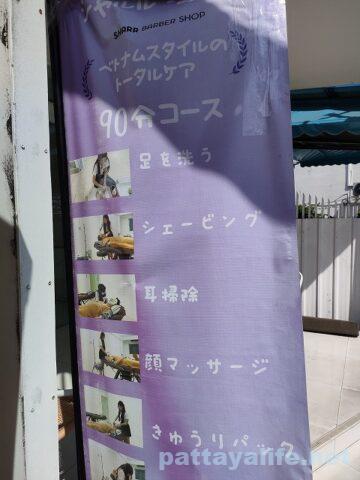 SHARR BARBER SHOP
ベトナムスタイルの
トータルケア
90分コース
足を洗う
シェービング
耳掃除
顔マッサージ
きゅうりパック
pattayalife.net